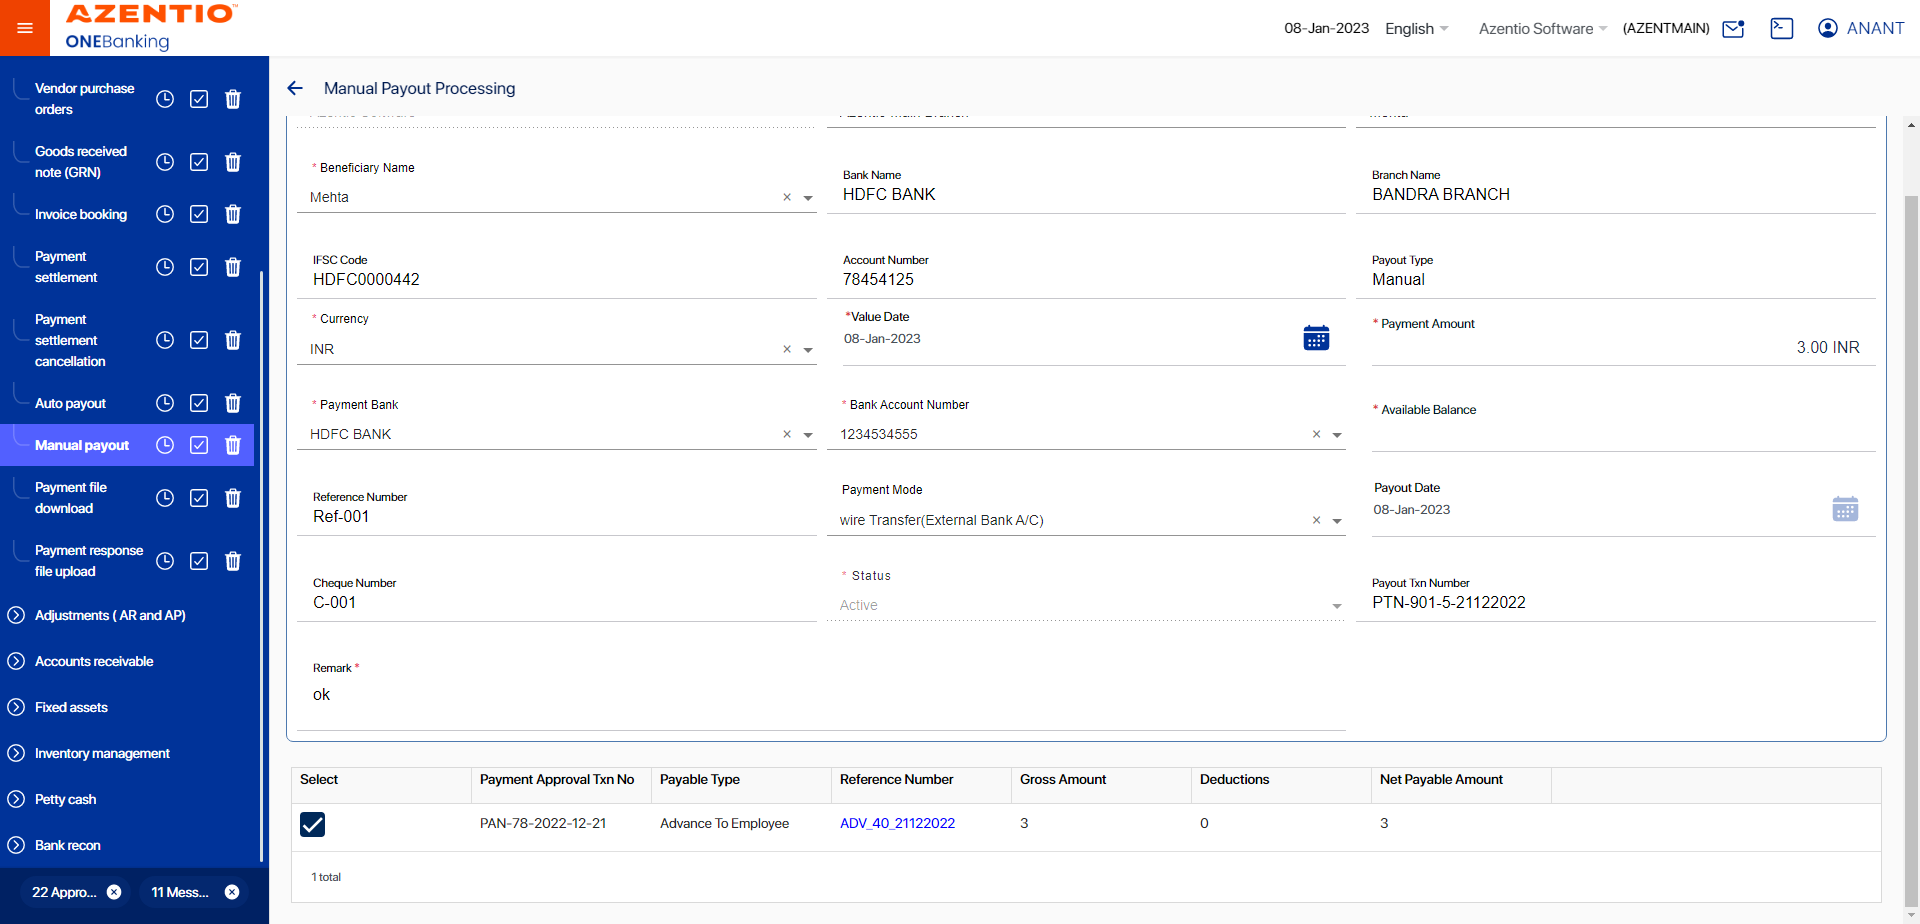 AZENTIO™
ONEBanking
08-Jan-2023
English
Azentio Software
(AZENTMAIN)
ANANT
Vendor purchase
orders
Goods received
note (GRN)
Invoice booking
Payment
settlement
Payment
settlement
cancellation
Auto payout
Manual payout
Payment file
download
Payment response
file upload
Adjustments ( AR and AP)
Accounts receivable
Fixed assets
Inventory management
Petty cash
Bank recon
22 Appro...
11 Mess...
Manual Payout Processing
* Beneficiary Name
Mehta
Bank Name
HDFC BANK
Branch Name
BANDRA BRANCH
IFSC Code
HDFC0000442
Account Number
78454125
Payout Type
Manual
* Currency
INR
*Value Date
08-Jan-2023
* Payment Amount
3.00 INR
* Payment Bank
HDFC BANK
* Bank Account Number
1234534555
* Available Balance
Reference Number
Ref-001
Payment Mode
wire Transfer(External Bank A/C)
Payout Date
08-Jan-2023
Cheque Number
C-001
* Status
Active
Payout Txn Number
PTN-901-5-21122022
Remark *
ok
Select Payment Approval Txn No Payable Type Reference Number Gross Amount Deductions Net Payable Amount
PAN-78-2022-12-21 Advance To Employee ADV_40_21122022 3 0 3
1 total